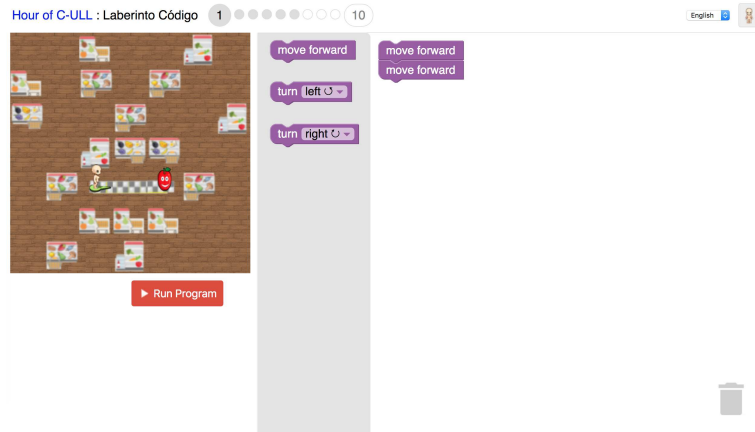 Hour of C-ULL : Laberinto Código 1 10 English
move forward
turn left
turn right
move forward
move forward
Run Program